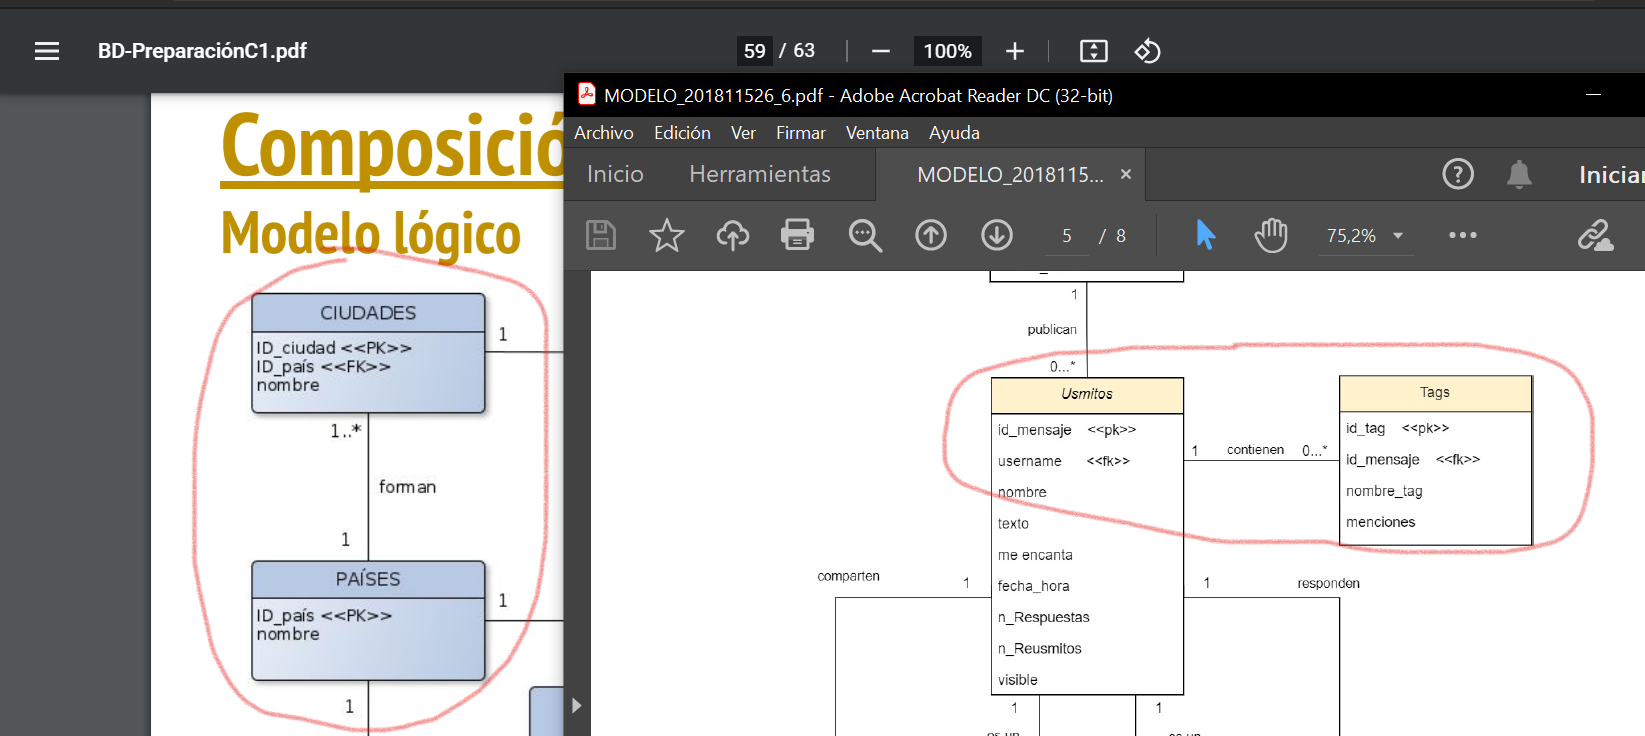 BD-PreparaciónC1.pdf
59 / 63
100%
MODELO_201811526_6.pdf - Adobe Acrobat Reader DC (32-bit)
Archivo Edición Ver Firmar Ventana Ayuda
Inicio Herramientas MODELO_2018115... ×
Iniciar
5 / 8
75,2%
Composició
Modelo lógico
CIUDADES
ID_ciudad <<PK>>
ID_país <<FK>>
nombre
1
1..*
forman
1
PAÍSES
ID_país <<PK>>
nombre
1
1
1
publican
0...*
Usmitos
id_mensaje <<pk>>
username <<fk>>
nombre
texto
me encanta
fecha_hora
n_Respuestas
n_Reusmitos
visible
1 contienen 0...*
Tags
id_tag <<pk>>
id_mensaje <<fk>>
nombre_tag
menciones
comparten 1
1 responden
1
1